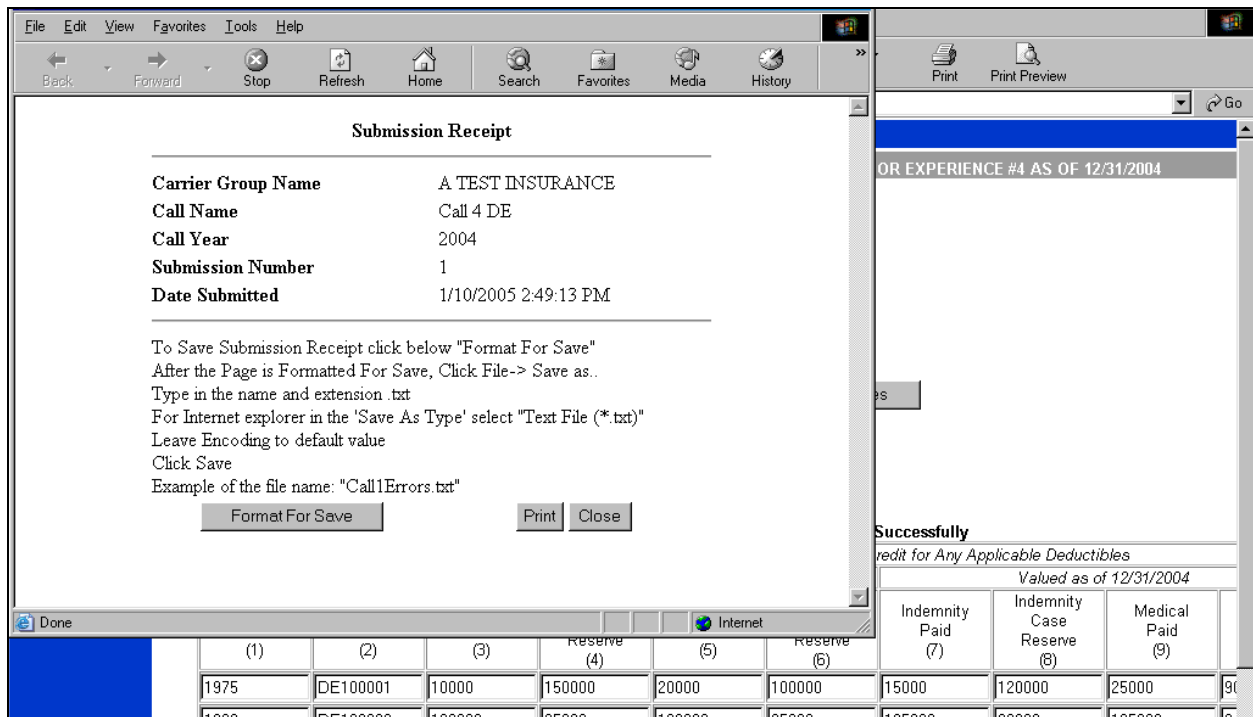 File Edit View Favorites Tools Help
Back Forward Stop Refresh Home Search Favorites Media History »
Print Print Preview
Go
Submission Receipt
OR EXPERIENCE #4 AS OF 12/31/2004
Carrier Group Name A TEST INSURANCE
Call Name Call 4 DE
Call Year 2004
Submission Number 1
Date Submitted 1/10/2005 2:49:13 PM
To Save Submission Receipt click below "Format For Save"
After the Page is Formatted For Save, Click File-> Save as..
Type in the name and extension .txt
For Internet explorer in the 'Save As Type' select "Text File (*.txt)"
Leave Encoding to default value
Click Save
Example of the file name: "Call1Errors.txt"
Format For Save Print Close
es
Successfully
redit for Any Applicable Deductibles
Valued as of 12/31/2004
Done Internet
Indemnity Paid (7)
Indemnity Case Reserve (8)
Medical Paid (9)
(1) (2) (3) Reserve (4) (5) Reserve (6)
1975 DE100001 10000 150000 20000 100000 15000 120000 25000